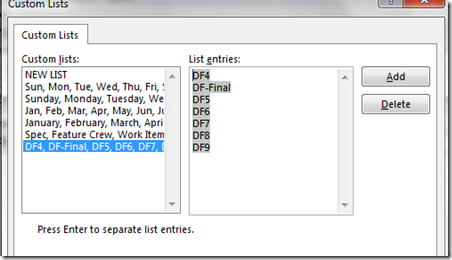 Custom Lists
?
Custom Lists
Custom lists:
NEW LIST
Sun, Mon, Tue, Wed, Thu, Fri, S
Sunday, Monday, Tuesday, We
Jan, Feb, Mar, Apr, May, Jun, Ju
January, February, March, Apri
Spec, Feature Crew, Work Item
DF4, DF-Final, DF5, DF6, DF7, D
List entries:
DF4
DF-Final
DF5
DF6
DF7
DF8
DF9
Add
Delete
Press Enter to separate list entries.